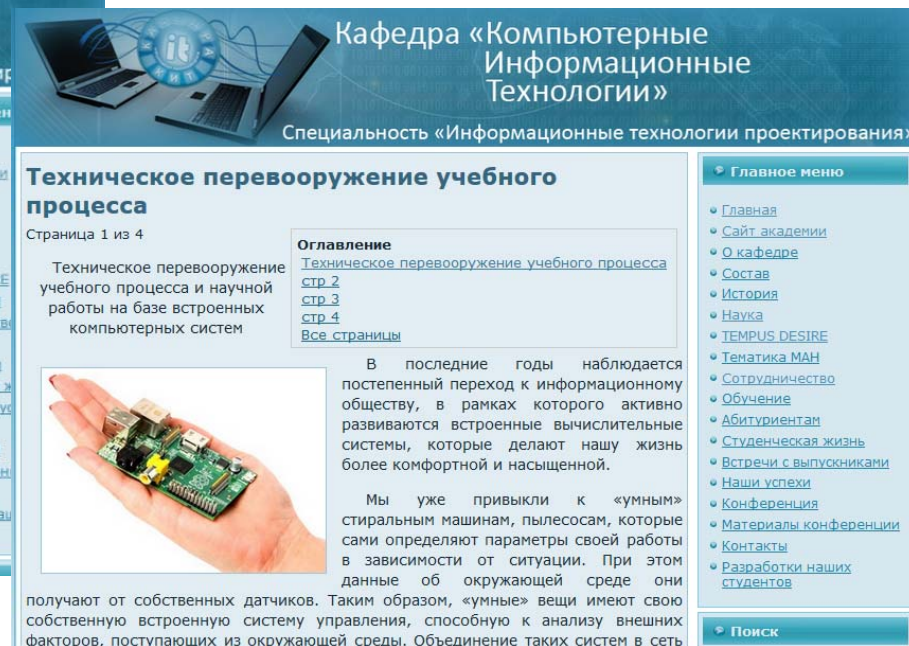 Кафедра «Компьютерные
Информационные
Технологии»
Специальность «Информационные технологии проектирования»
Техническое перевооружение учебного
процесса
Страница 1 из 4
Оглавление
Техническое перевооружение учебного процесса
стр 2
стр 3
стр 4
Все страницы
Техническое перевооружение
учебного процесса и научной
работы на базе встроенных
компьютерных систем
В последние годы наблюдается
постепенный переход к информационному
обществу, в рамках которого активно
развиваются встроенные вычислительные
системы, которые делают нашу жизнь
более комфортной и насыщенной.
Мы уже привыкли к «умным»
стиральным машинам, пылесосам, которые
сами определяют параметры своей работы
в зависимости от ситуации. При этом
данные об окружающей среде они
получают от собственных датчиков. Таким образом, «умные» вещи имеют свою
собственную встроенную систему управления, способную к анализу внешних
факторов, поступающих из окружающей среды. Объединение таких систем в сеть
Главное меню
Главная
Сайт академии
О кафедре
Состав
История
Наука
TEMPUS DESIRE
Тематика МАН
Сотрудничество
Обучение
Абитуриентам
Студенческая жизнь
Встречи с выпускниками
Наши успехи
Конференция
Материалы конференции
Контакты
Разработки наших
студентов
Поиск